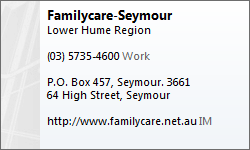 Familycare-Seymour
Lower Hume Region
(03) 5735-4600 Work
P.O. Box 457, Seymour. 3661
64 High Street, Seymour
http://www.familycare.net.au IM